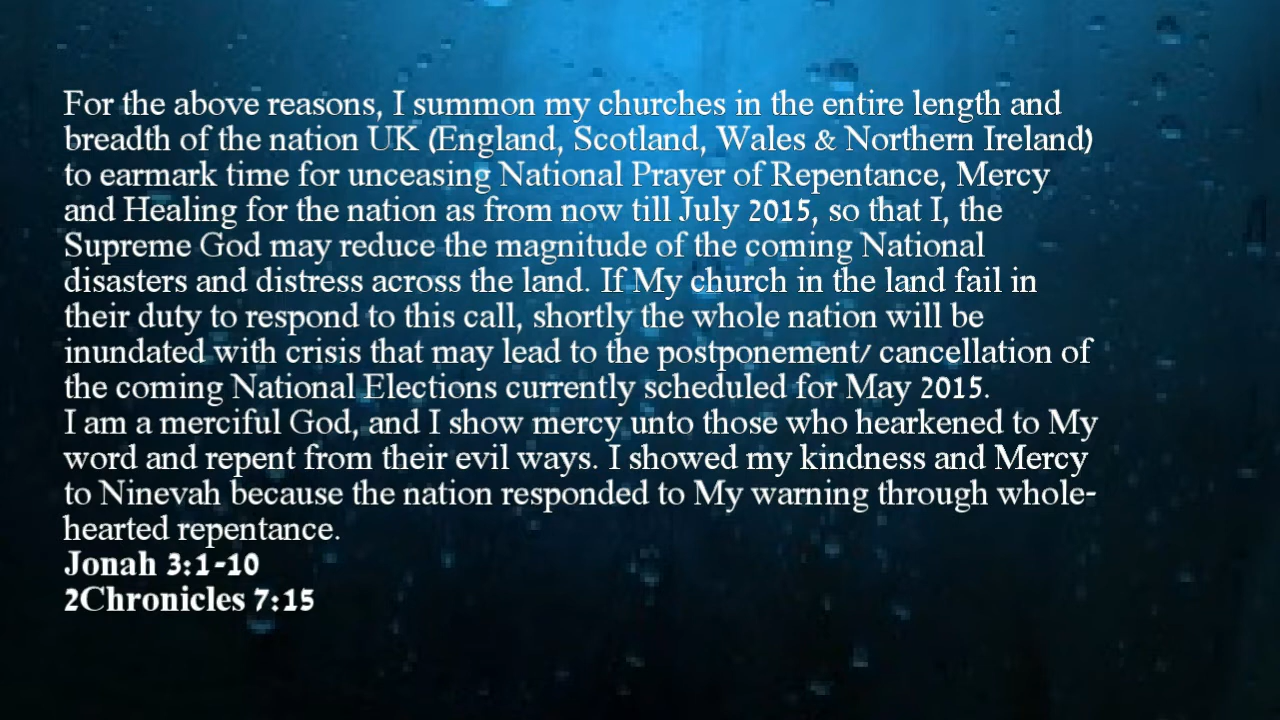 For the above reasons, I summon my churches in the entire length and
breadth of the nation UK (England, Scotland, Wales & Northern Ireland)
to earmark time for unceasing National Prayer of Repentance, Mercy
and Healing for the nation as from now till July 2015, so that I, the
Supreme God may reduce the magnitude of the coming National
disasters and distress across the land. If My church in the land fail in
their duty to respond to this call, shortly the whole nation will be
inundated with crisis that may lead to the postponement/ cancellation of
the coming National Elections currently scheduled for May 2015.
I am a merciful God, and I show mercy unto those who hearkened to My
word and repent from their evil ways. I showed my kindness and Mercy
to Ninevah because the nation responded to My warning through whole-
hearted repentance.
Jonah 3:1-10
2Chronicles 7:15